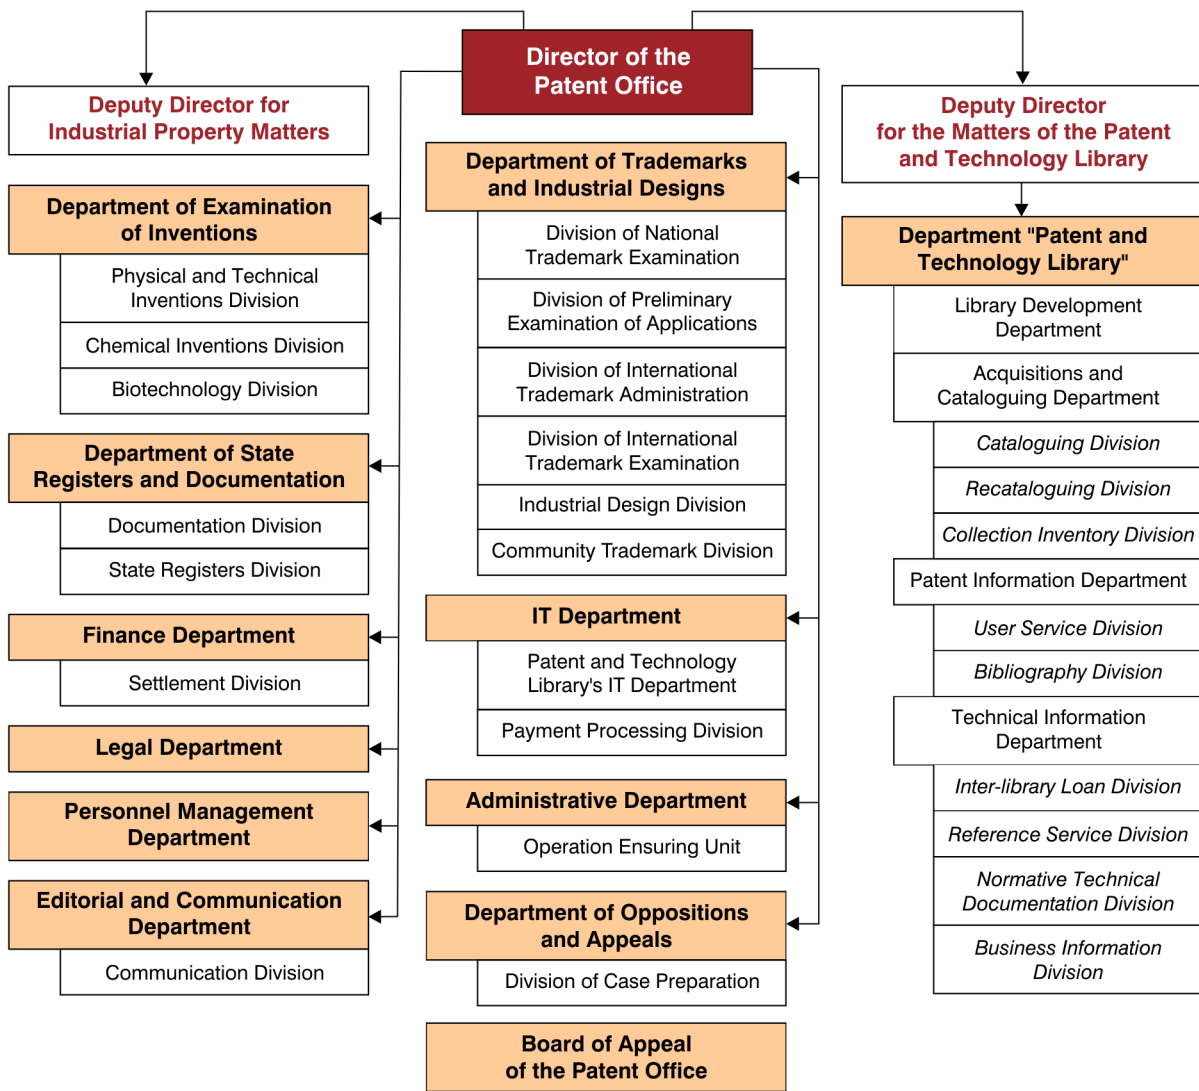 Director of the
Patent Office
Deputy Director for
Industrial Property Matters
Department of Examination
of Inventions
Physical and Technical
Inventions Division
Chemical Inventions Division
Biotechnology Division
Department of State
Registers and Documentation
Documentation Division
State Registers Division
Finance Department
Settlement Division
Legal Department
Personnel Management
Department
Editorial and Communication
Department
Communication Division
Department of Trademarks
and Industrial Designs
Division of National
Trademark Examination
Division of Preliminary
Examination of Applications
Division of International
Trademark Administration
Division of International
Trademark Examination
Industrial Design Division
Community Trademark Division
IT Department
Patent and Technology
Library's IT Department
Payment Processing Division
Administrative Department
Operation Ensuring Unit
Department of Oppositions
and Appeals
Division of Case Preparation
Board of Appeal
of the Patent Office
Deputy Director
for the Matters of the Patent
and Technology Library
Department "Patent and
Technology Library"
Library Development
Department
Acquisitions and
Cataloguing Department
Cataloguing Division
Recataloguing Division
Collection Inventory Division
Patent Information Department
User Service Division
Bibliography Division
Technical Information
Department
Inter-library Loan Division
Reference Service Division
Normative Technical
Documentation Division
Business Information
Division